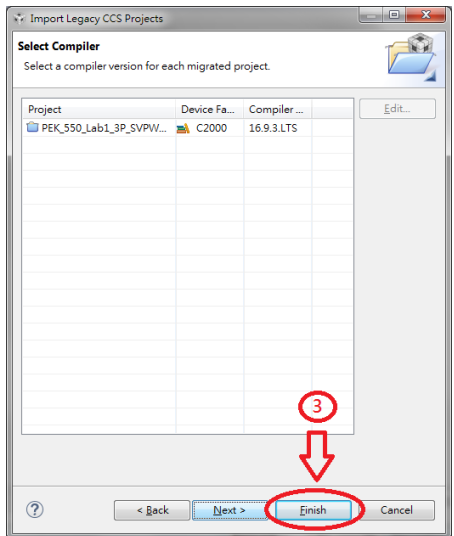 Import Legacy CCS Projects
Select Compiler
Select a compiler version for each migrated project.
Project Device Fa... Compiler ...
PEK_550_Lab1_3P_SVPW... C2000 16.9.3.LTS
Edit...
3
< Back Next > Finish Cancel